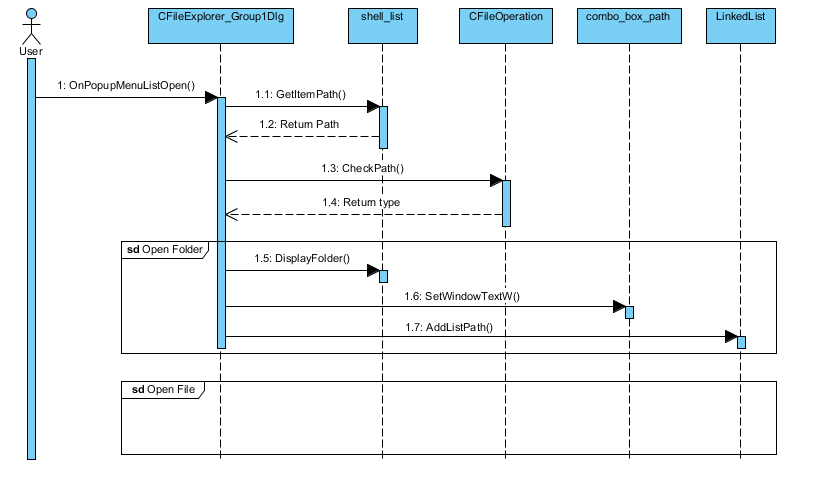 CFileExplorer_Group1Dlg
shell_list
CFileOperation
combo_box_path
LinkedList
User
1: OnPopupMenuListOpen()
1.1: GetItemPath()
1.2: Return Path
1.3: CheckPath()
1.4: Return type
sd Open Folder
1.5: DisplayFolder()
1.6: SetWindowTextW()
1.7: AddListPath()
sd Open File